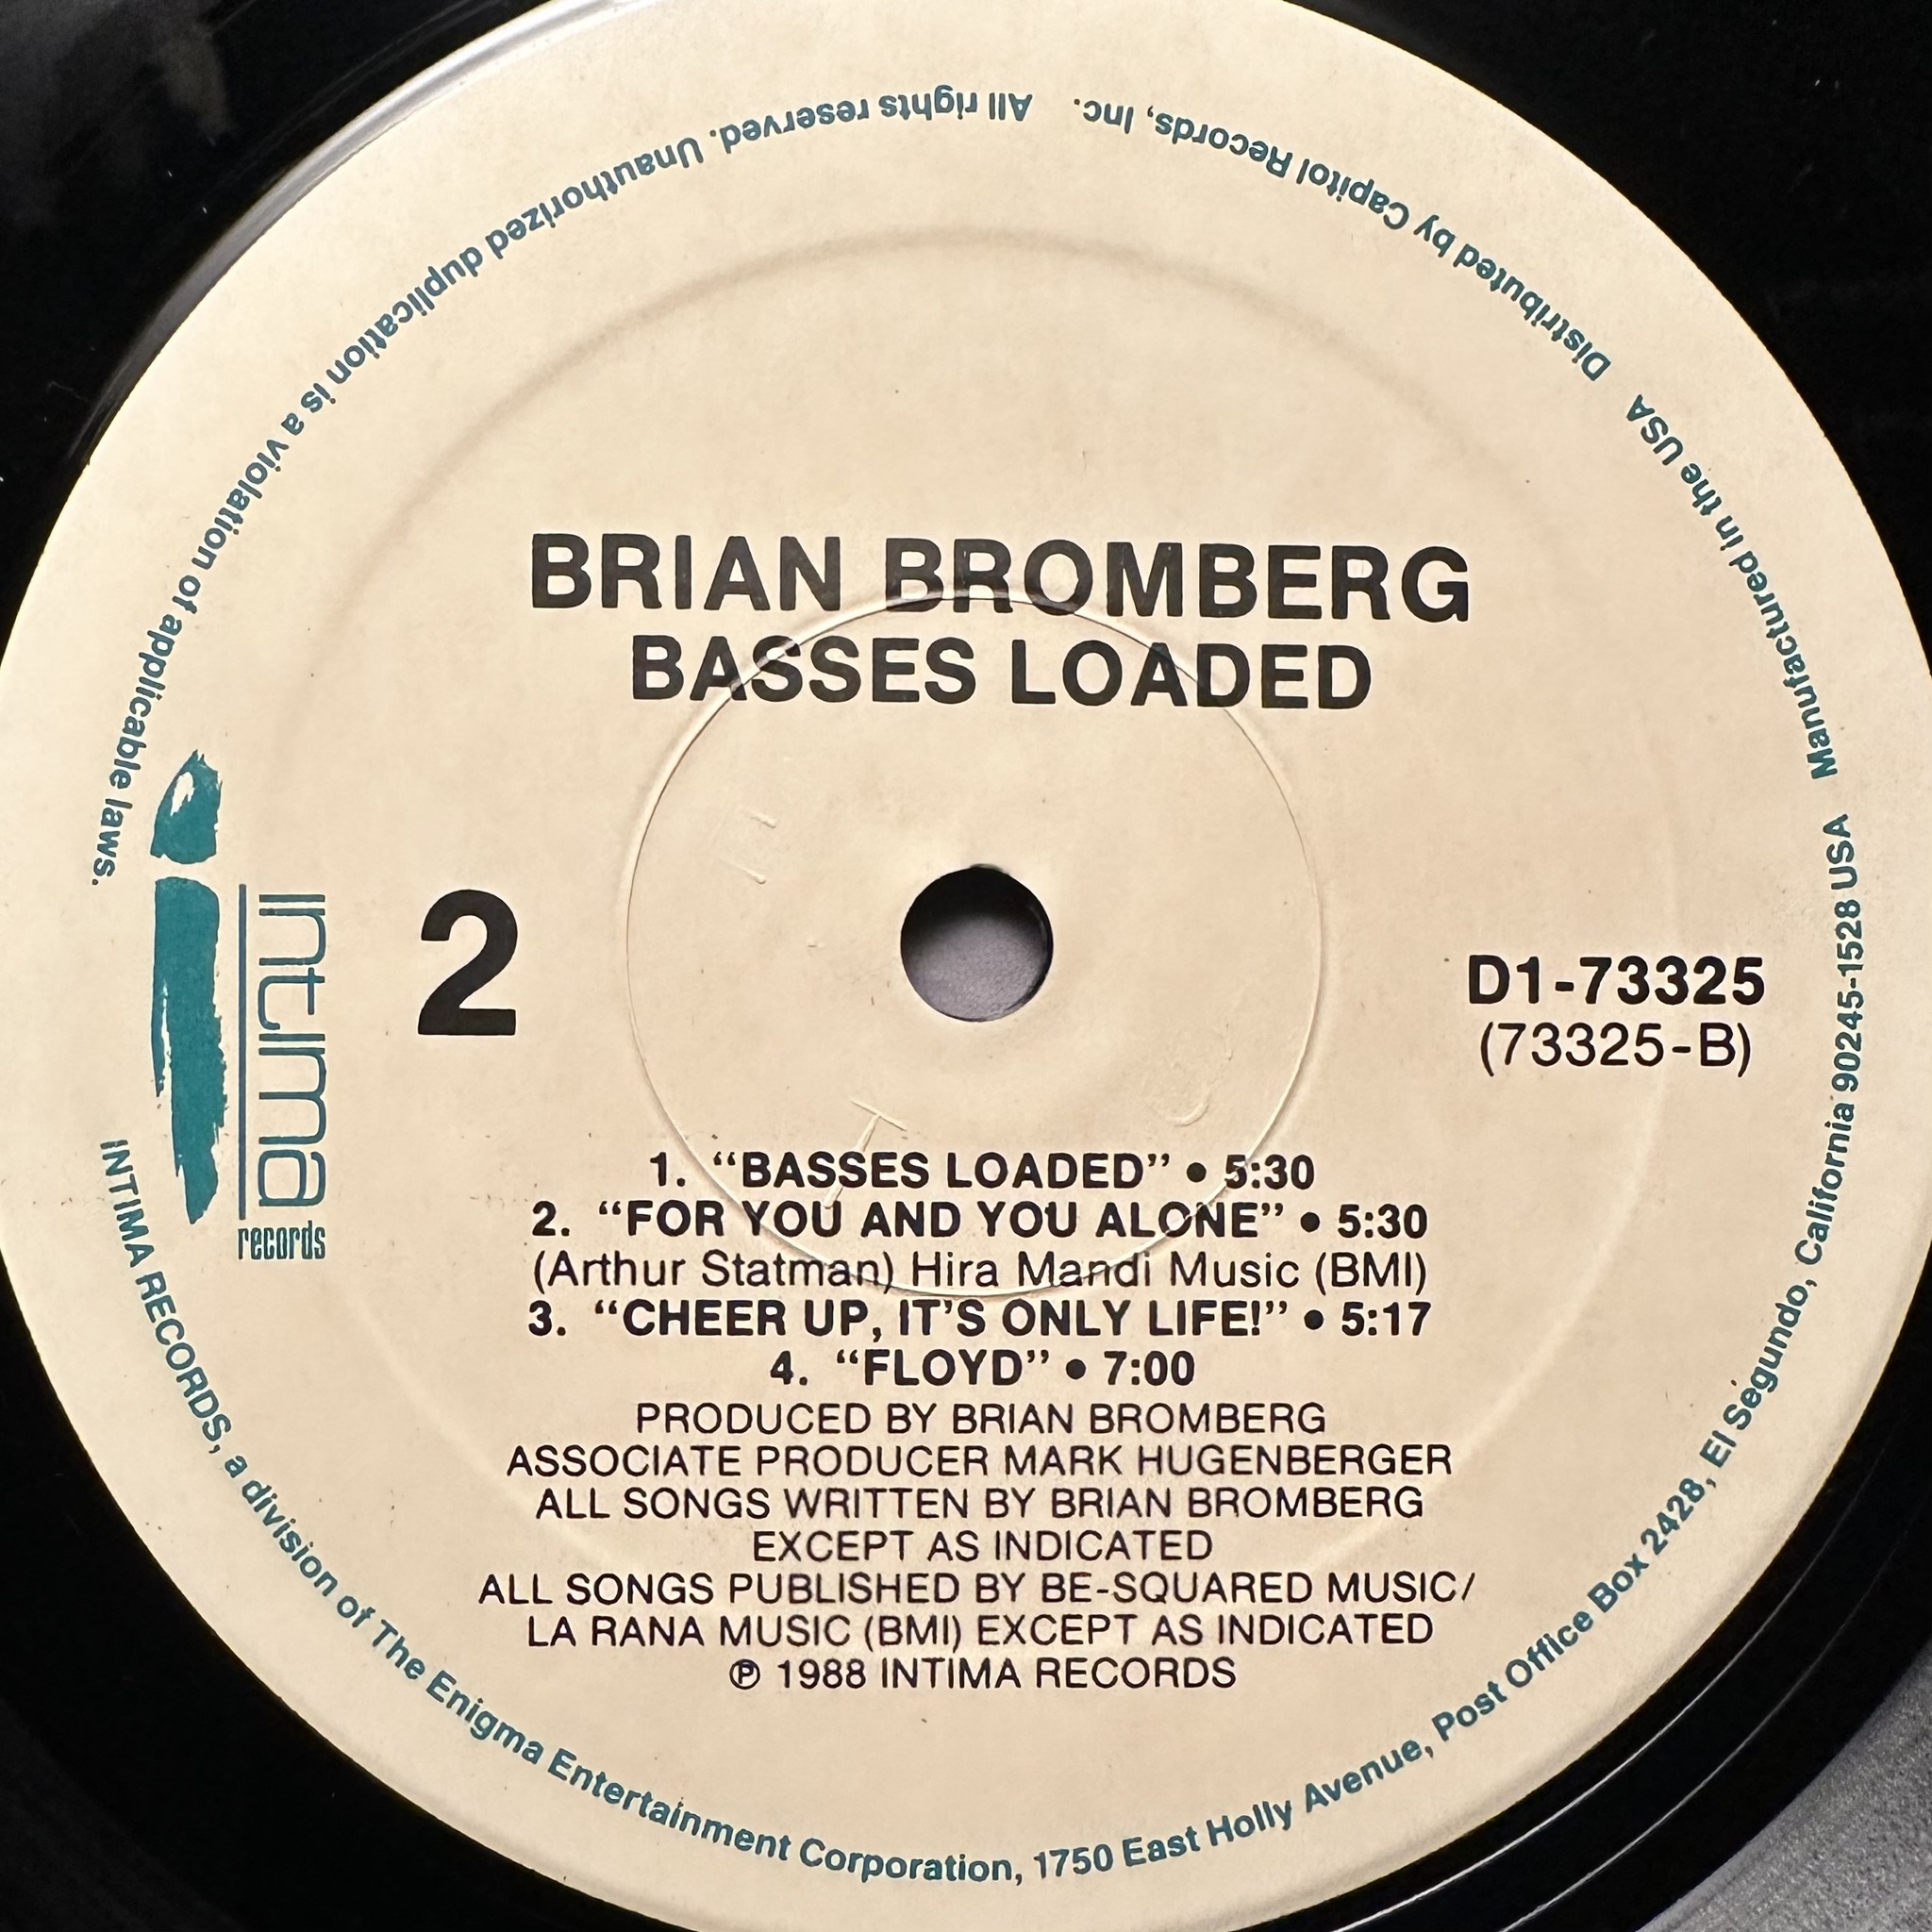 BRIAN BROMBERG
BASSES LOADED
intima
records
2
D1-73325
(73325-B)
1. “BASSES LOADED” • 5:30
2. “FOR YOU AND YOU ALONE” • 5:30
(Arthur Statman) Hira Mandi Music (BMI)
3. “CHEER UP, IT’S ONLY LIFE!” • 5:17
4. “FLOYD” • 7:00
PRODUCED BY BRIAN BROMBERG
ASSOCIATE PRODUCER MARK HUGENBERGER
ALL SONGS WRITTEN BY BRIAN BROMBERG
EXCEPT AS INDICATED
ALL SONGS PUBLISHED BY BE-SQUARED MUSIC/
LA RANA MUSIC (BMI) EXCEPT AS INDICATED
℗ 1988 INTIMA RECORDS
INTIMA RECORDS, a division of The Enigma Entertainment Corporation, 1750 East Holly Avenue, Post Office Box 2428, El Segundo, California 90245-1528 USA Manufactured in the USA Distributed by Capitol Records, Inc. All rights reserved. Unauthorized duplication is a violation of applicable laws.